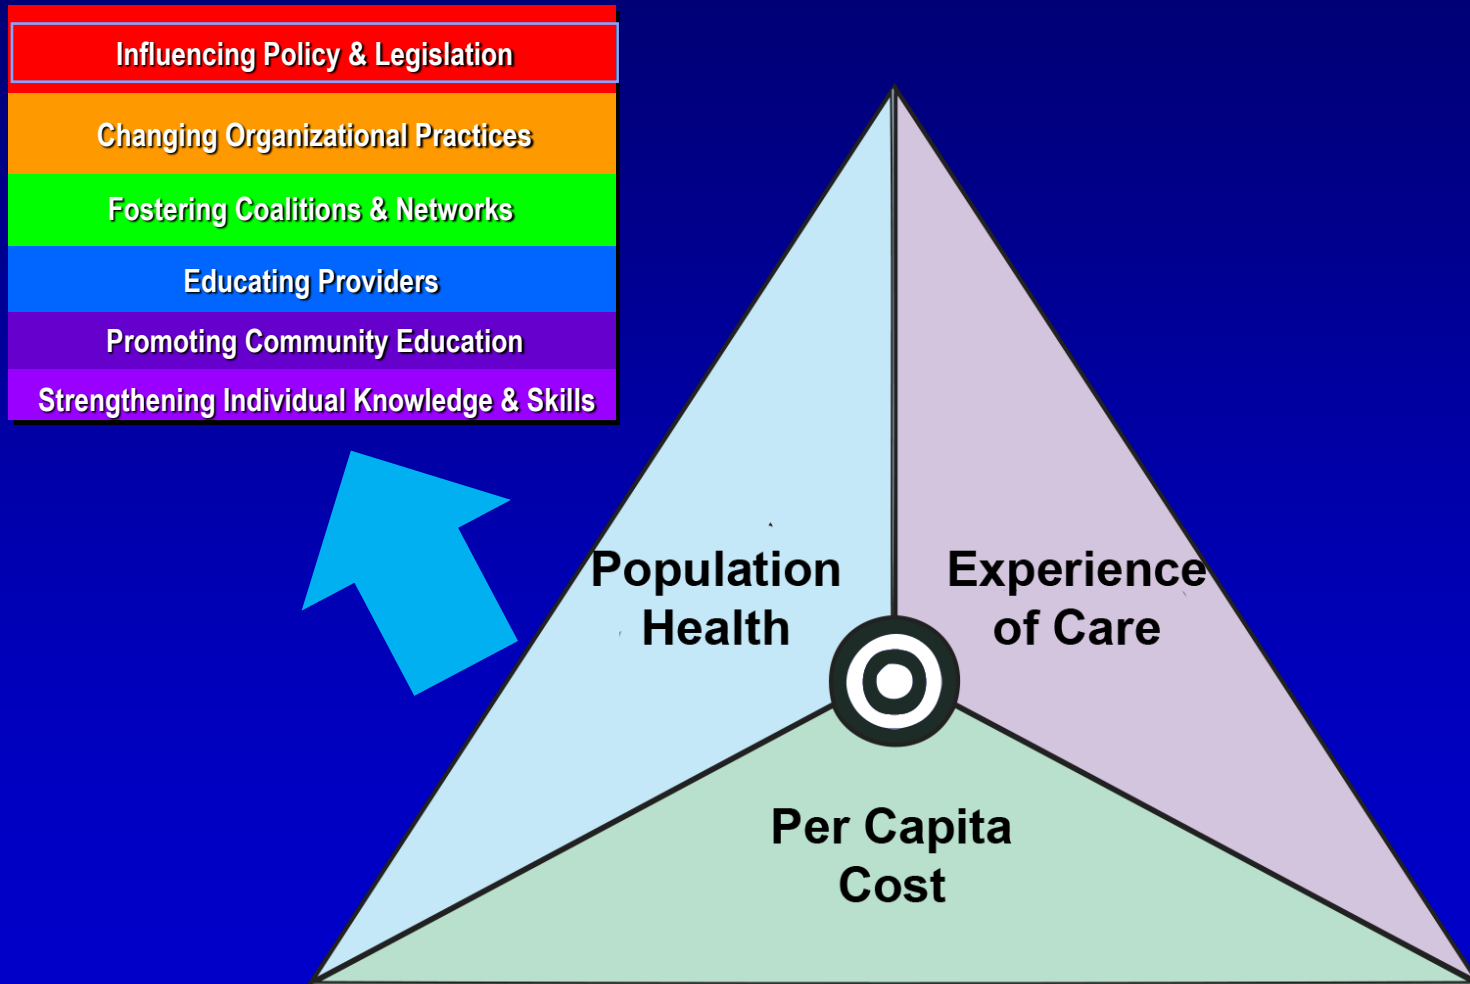 Influencing Policy & Legislation
Changing Organizational Practices
Fostering Coalitions & Networks
Educating Providers
Promoting Community Education
Strengthening Individual Knowledge & Skills
Population
Health
Experience
of Care
Per Capita
Cost